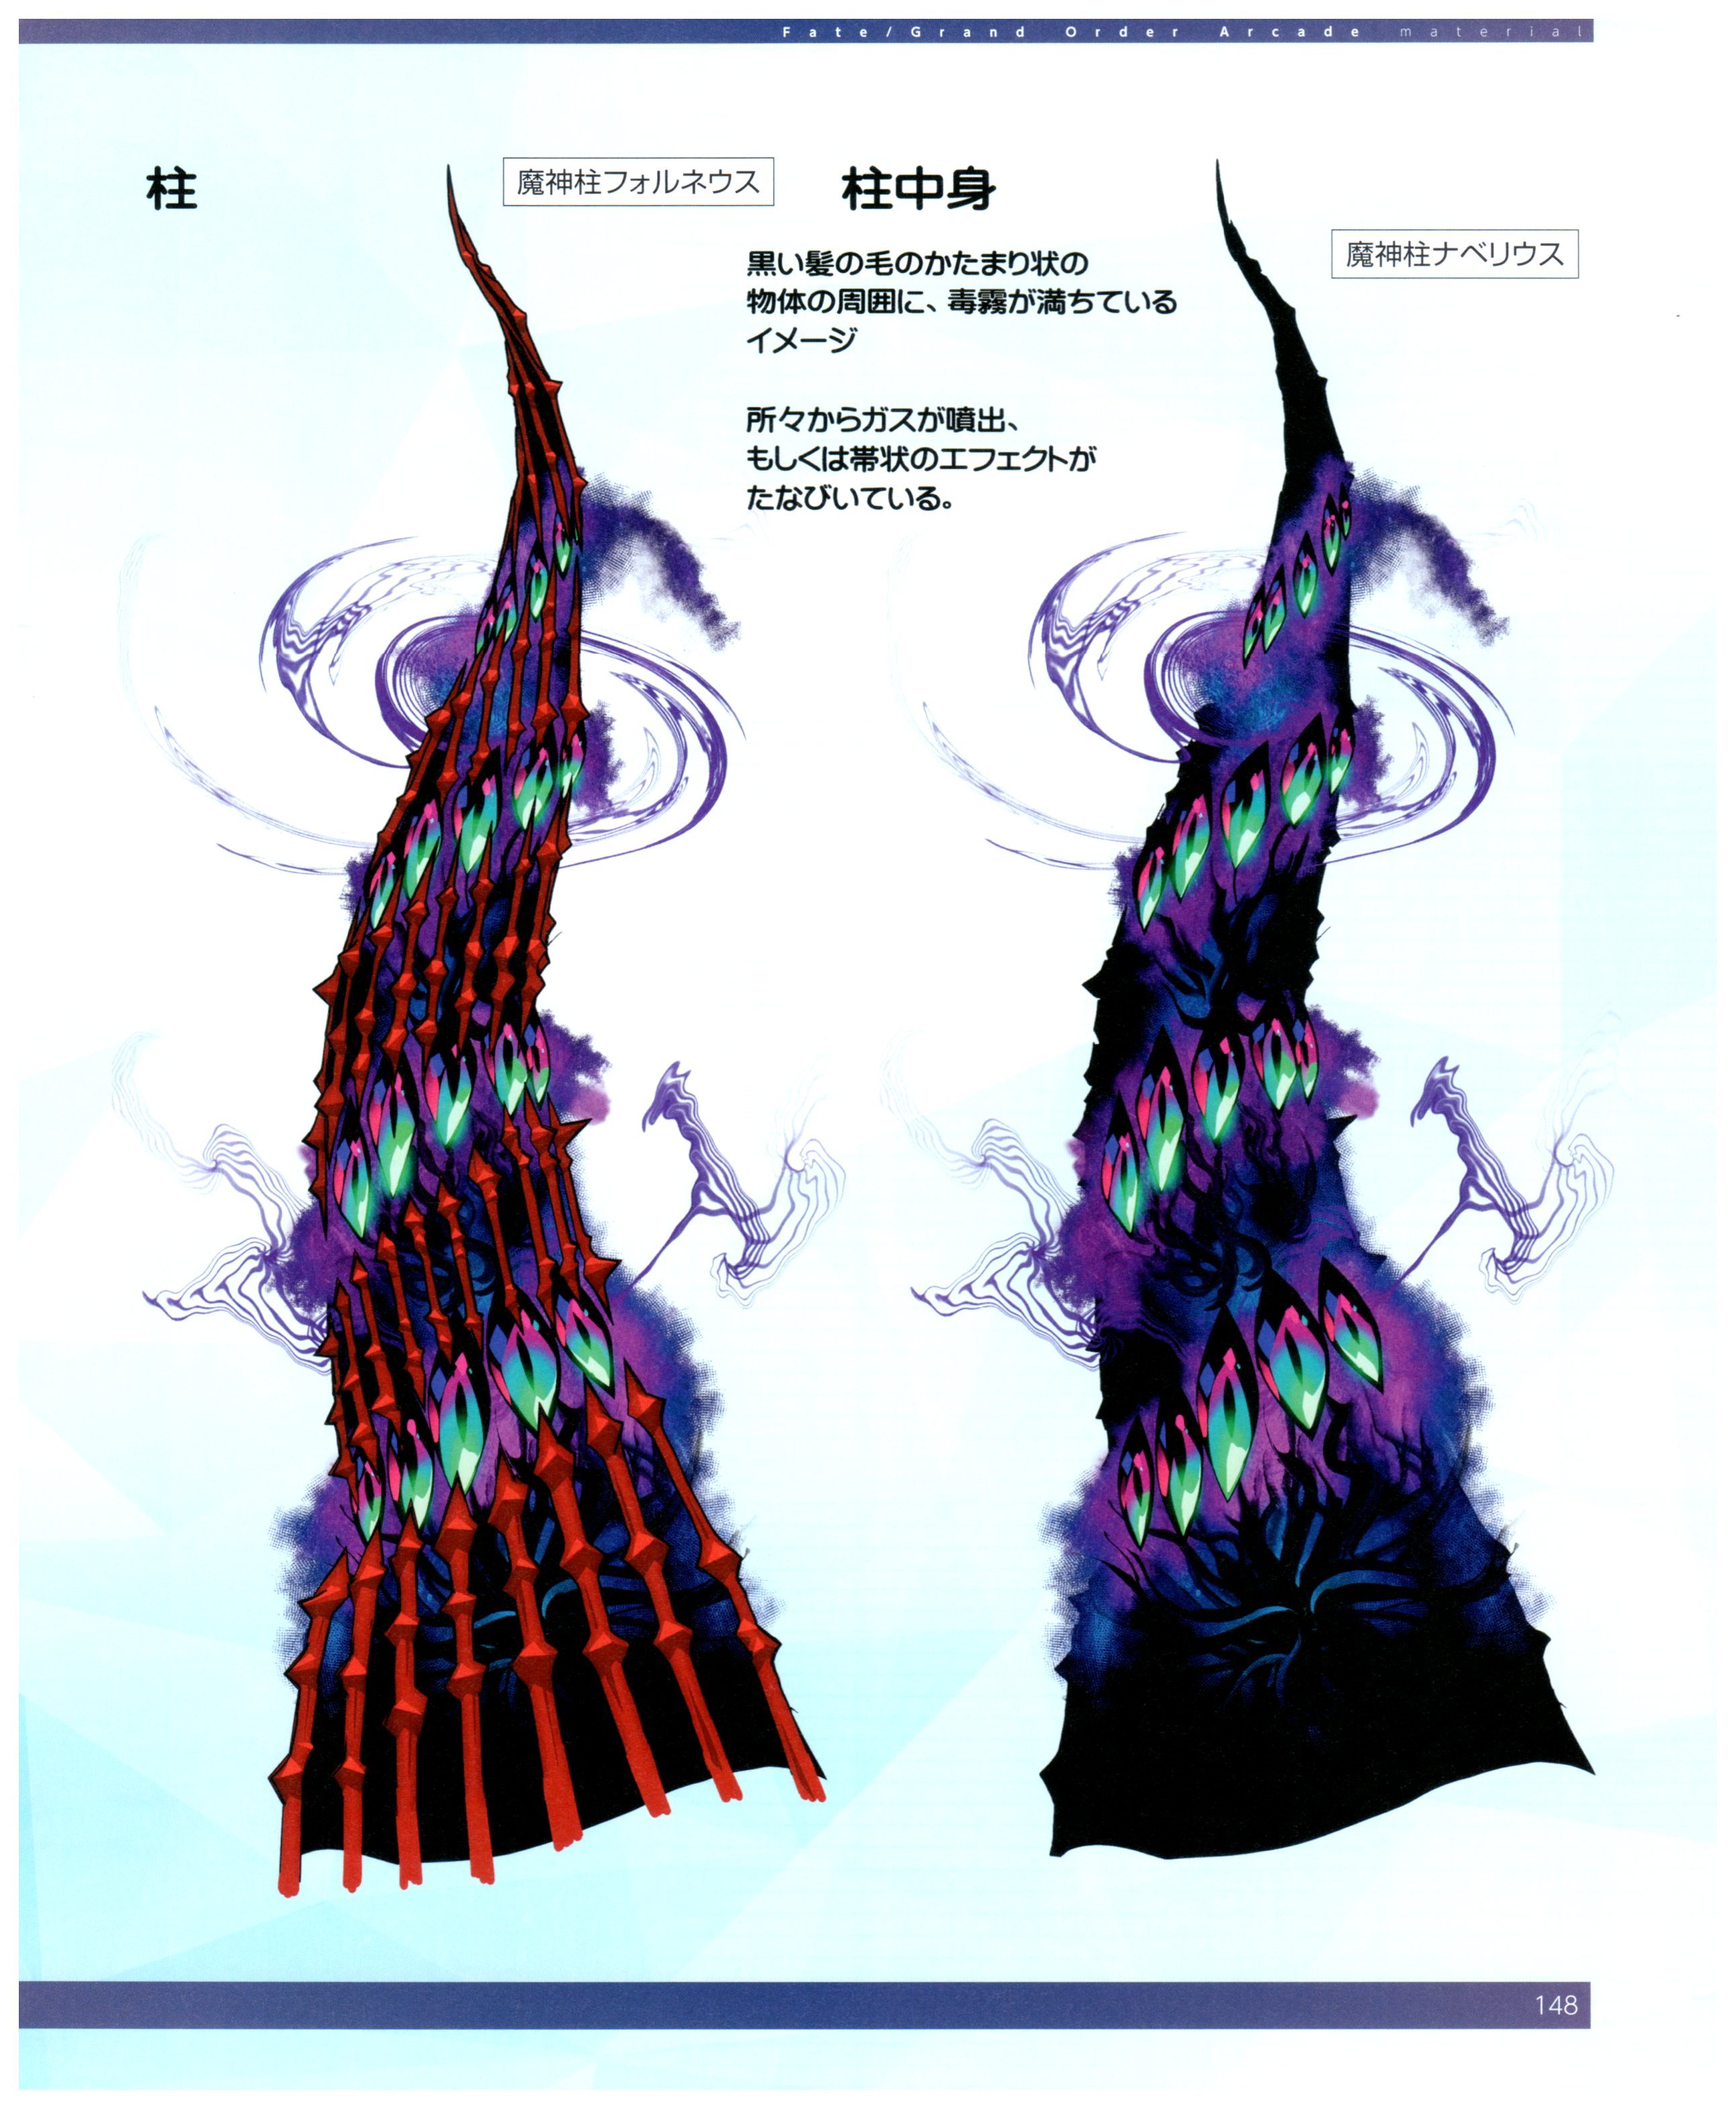 Fate/Grand Order Arcade material
柱
魔神柱フォルネウス
柱中身
魔神柱ナベリウス
黒い髪の毛のかたまり状の
物体の周囲に、毒霧が満ちている
イメージ
所々からガスが噴出、
もしくは帯状のエフェクトが
たなびいている。
148